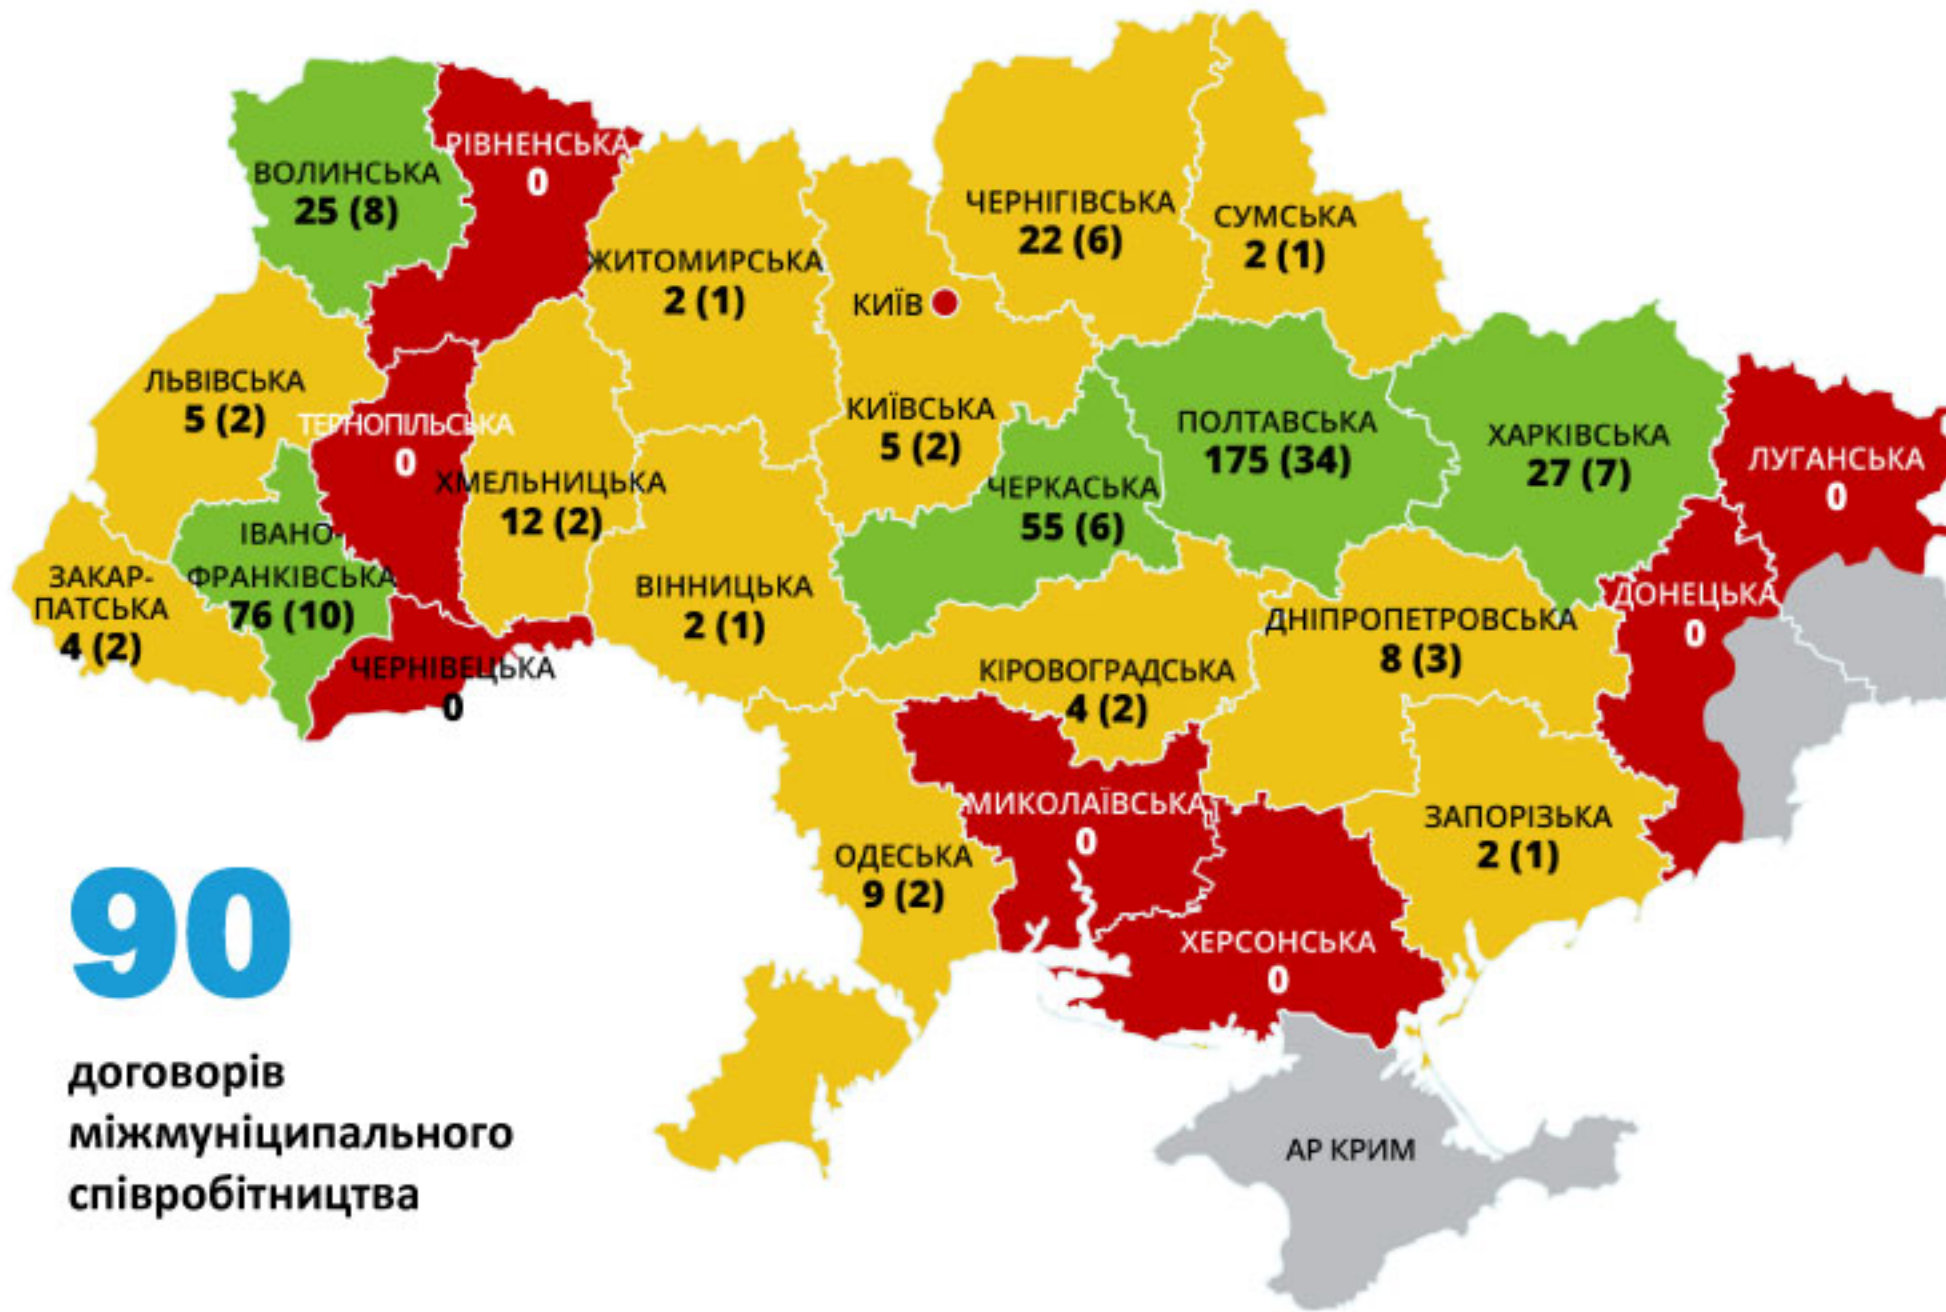 РІВНЕНСЬКА
0
ВОЛИНСЬКА
25 (8)
ЧЕРНІГІВСЬКА
22 (6)
СУМСЬКА
2 (1)
ЖИТОМИРСЬКА
2 (1)
КИЇВ
ЛЬВІВСЬКА
5 (2)
ТЕРНОПІЛЬСЬКА
0
КИЇВСЬКА
5 (2)
ПОЛТАВСЬКА
175 (34)
ХАРКІВСЬКА
27 (7)
ЛУГАНСЬКА
0
ХМЕЛЬНИЦЬКА
12 (2)
ЧЕРКАСЬКА
55 (6)
ІВАНО-
ФРАНКІВСЬКА
76 (10)
ЗАКАР-
ПАТСЬКА
4 (2)
ВІННИЦЬКА
2 (1)
ДОНЕЦЬКА
0
ДНІПРОПЕТРОВСЬКА
8 (3)
ЧЕРНІВЕЦЬКА
0
КІРОВОГРАДСЬКА
4 (2)
МИКОЛАЇВСЬКА
0
ЗАПОРІЗЬКА
2 (1)
ОДЕСЬКА
9 (2)
ХЕРСОНСЬКА
0
АР КРИМ
90
договорів
міжмуніципального
співробітництва